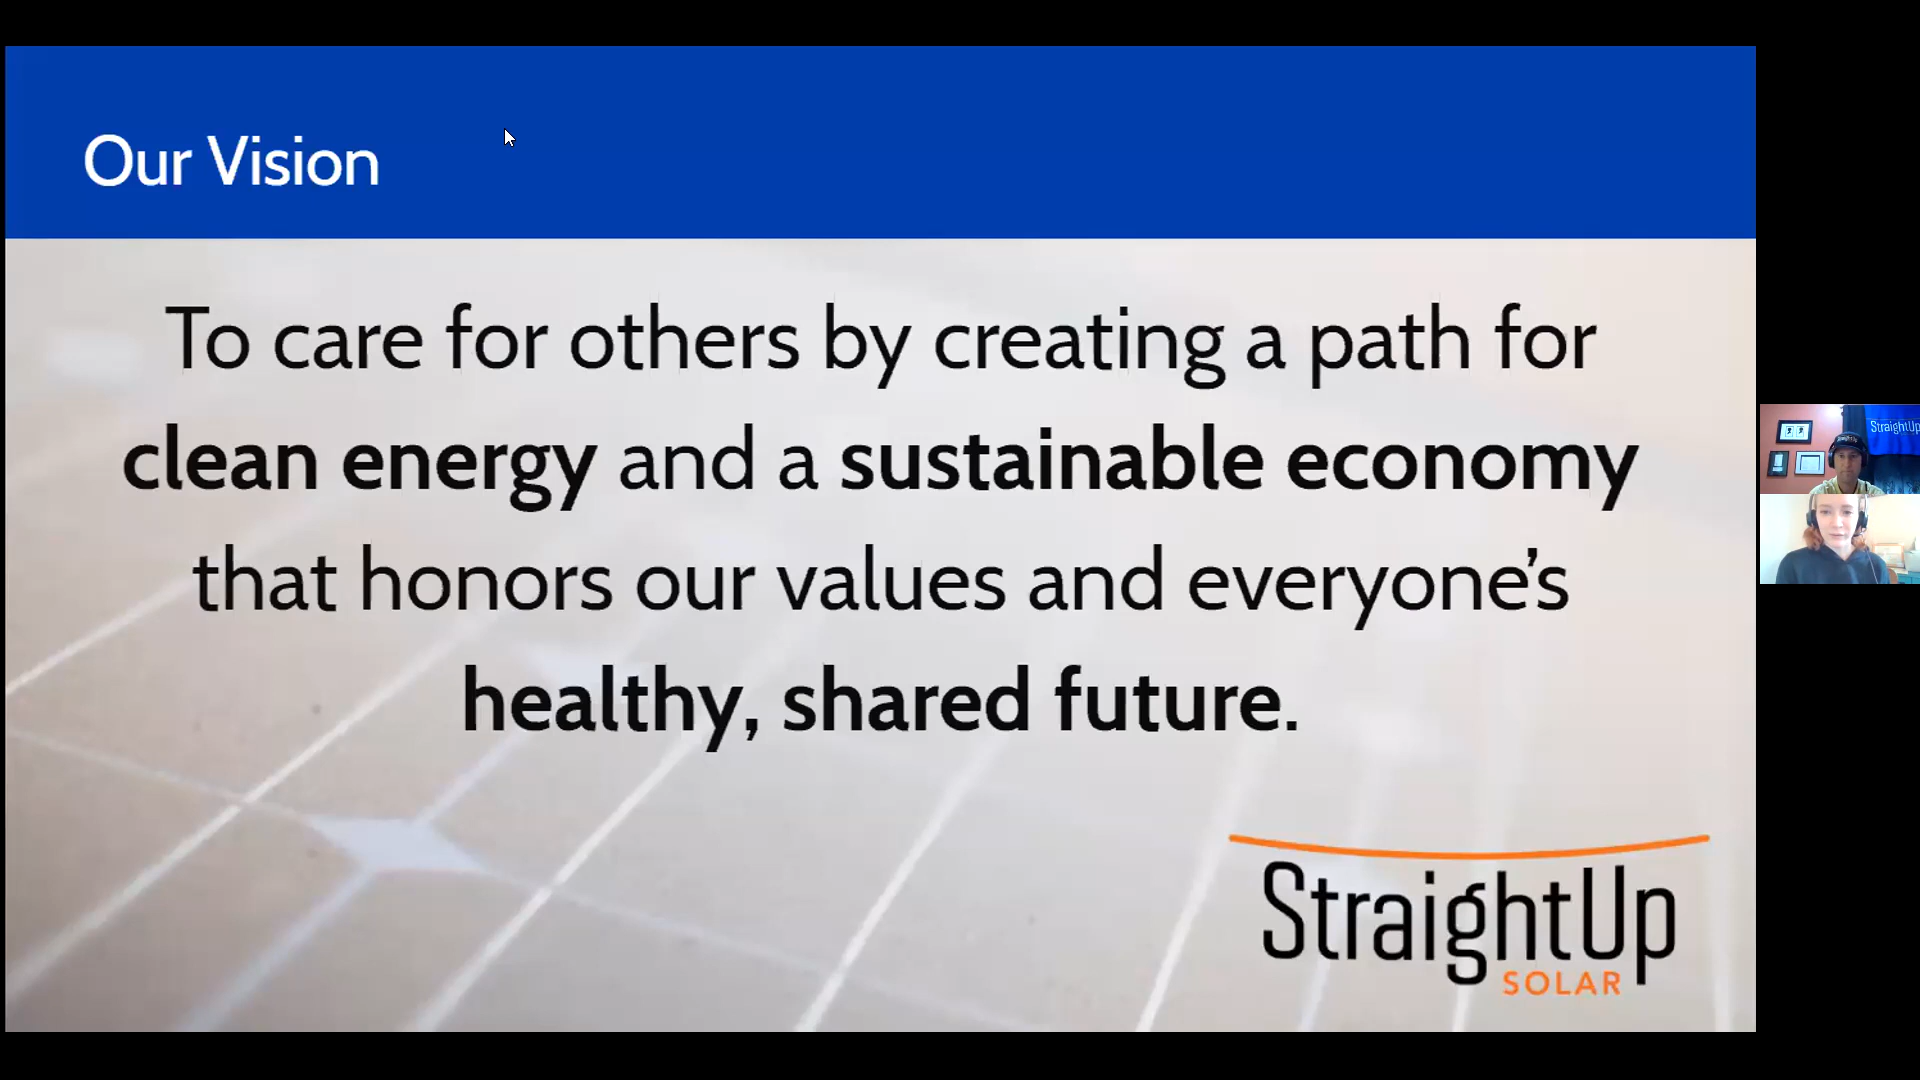 Our Vision
To care for others by creating a path for
clean energy and a sustainable economy
that honors our values and everyone’s
healthy, shared future.
StraightUp
SOLAR
StraightUp